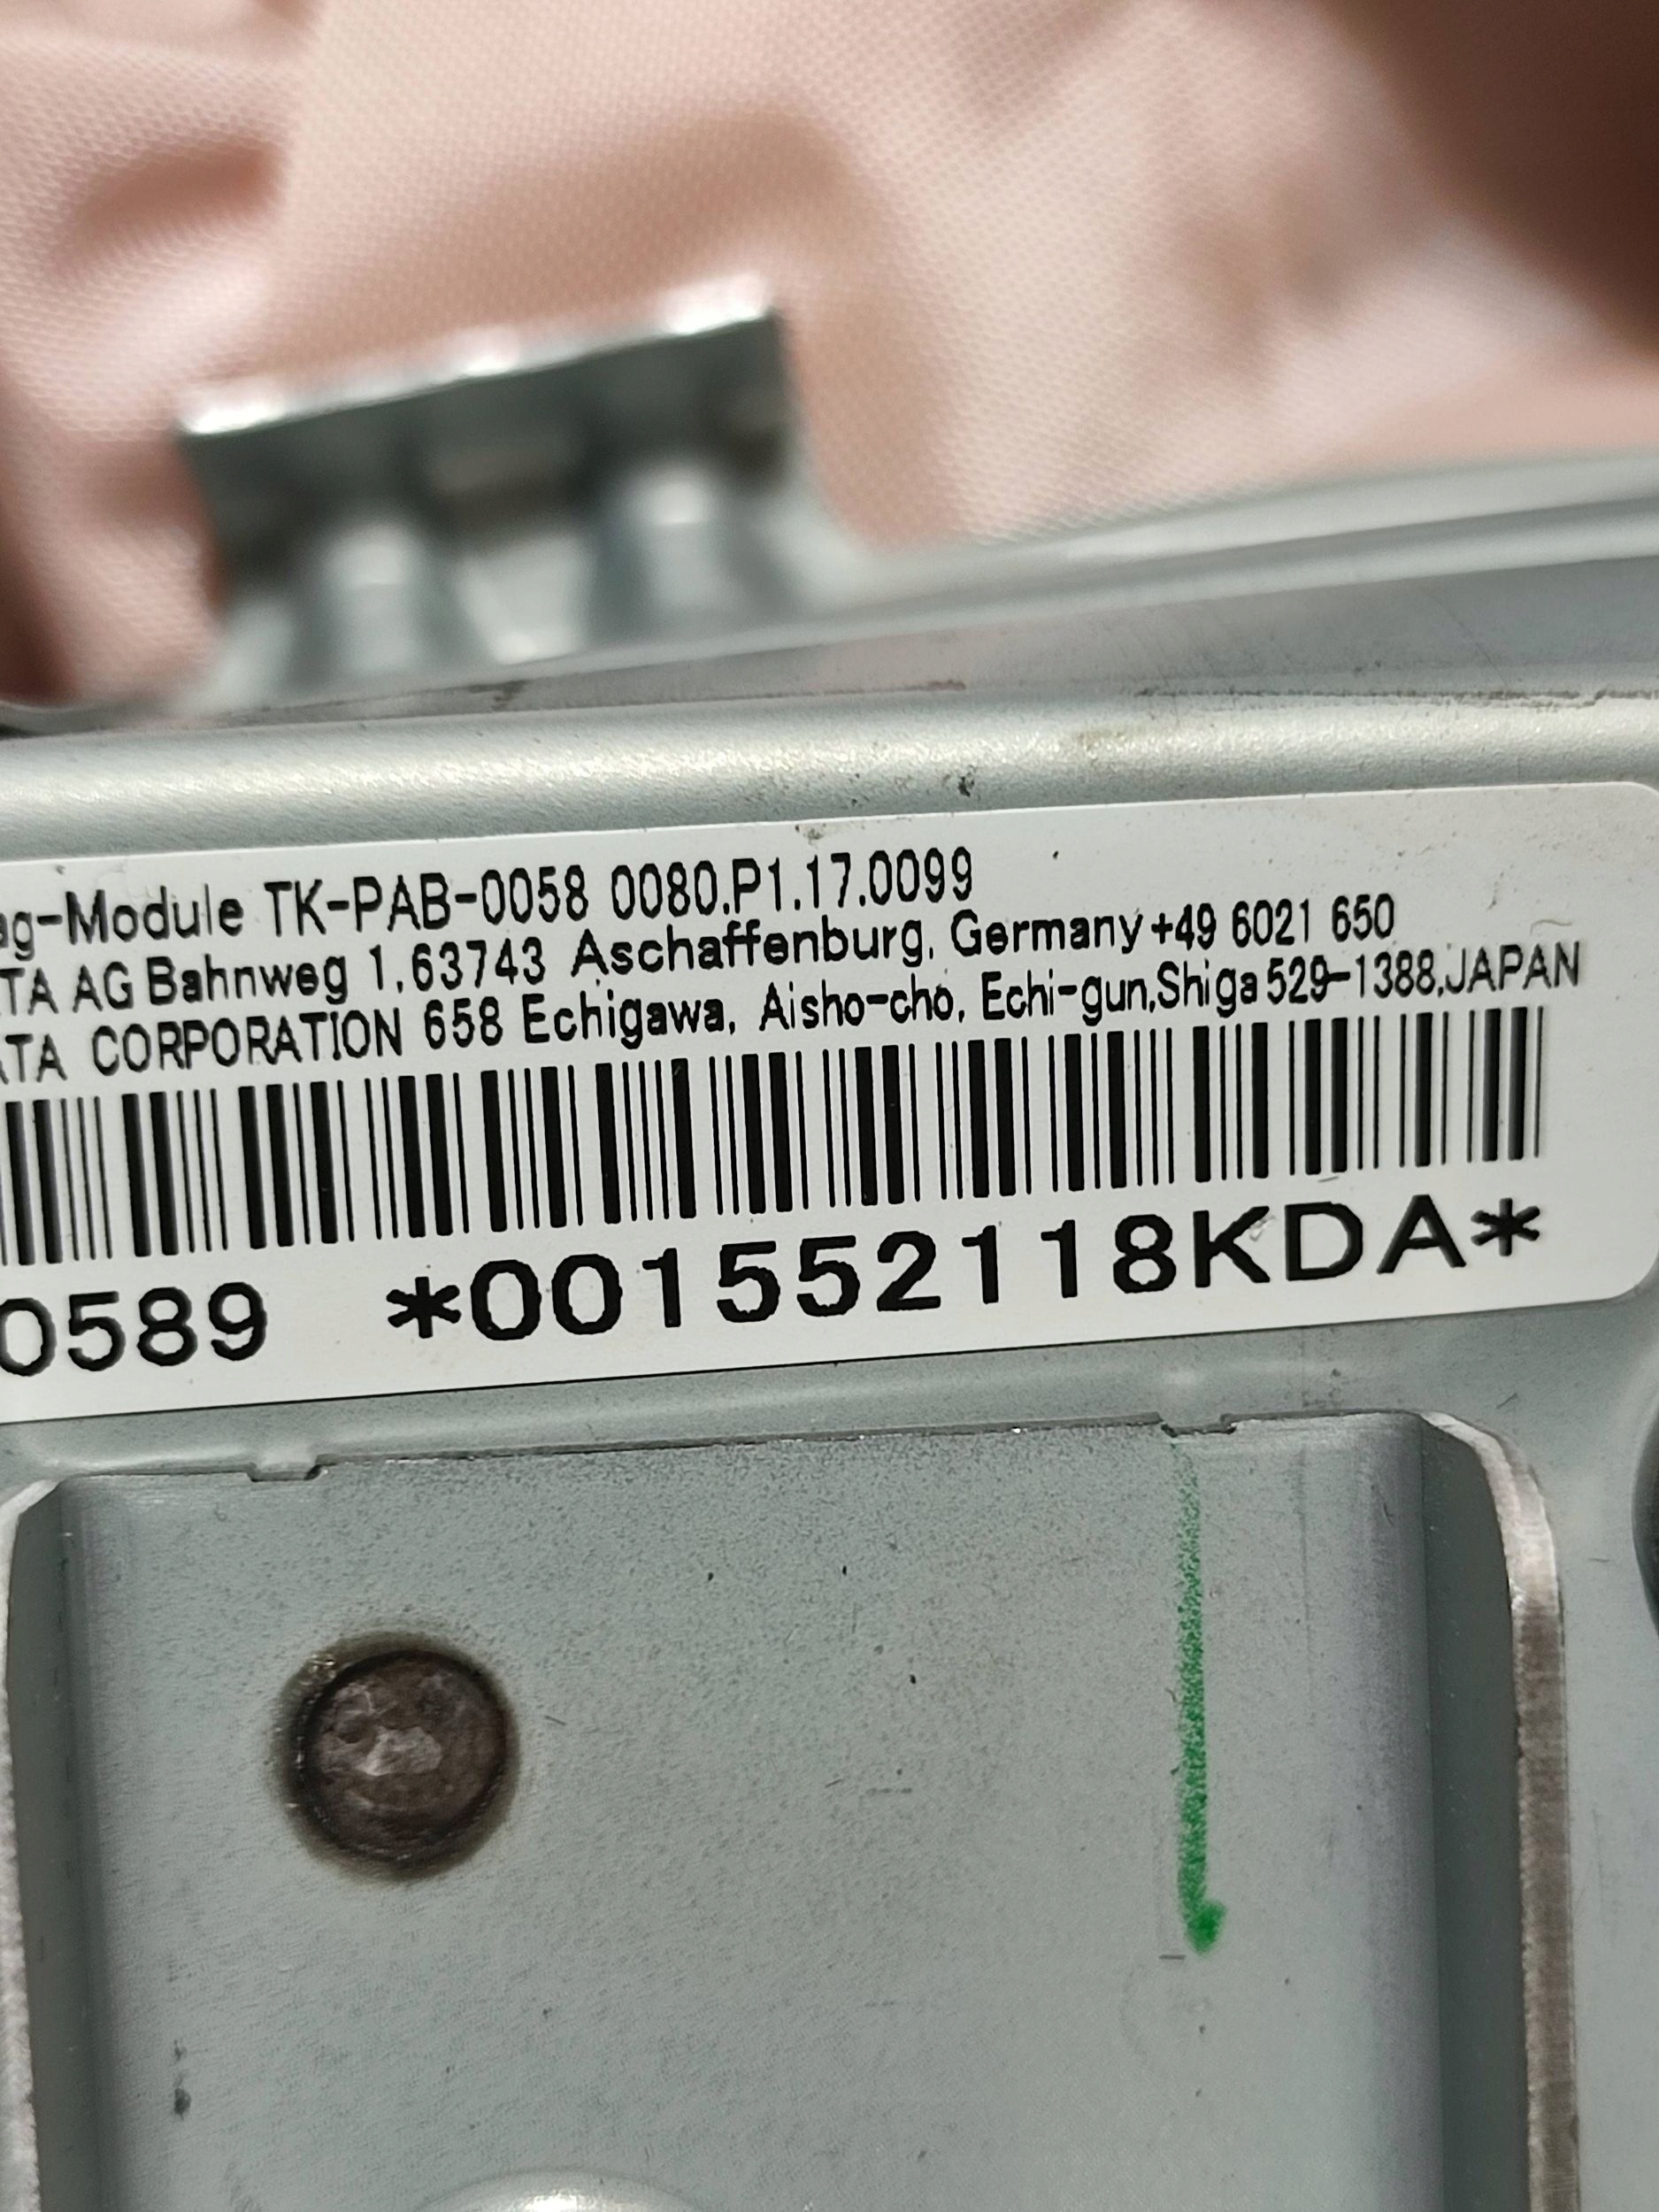 ag-Module TK-PAB-0058 0080.P1.17.0099
TA AG Bahnweg 1,63743 Aschaffenburg, Germany +49 6021 650
ATA CORPORATION 658 Echigawa, Aisho-cho, Echi-gun,Shiga 529-1388,JAPAN
0589 *001552118KDA*